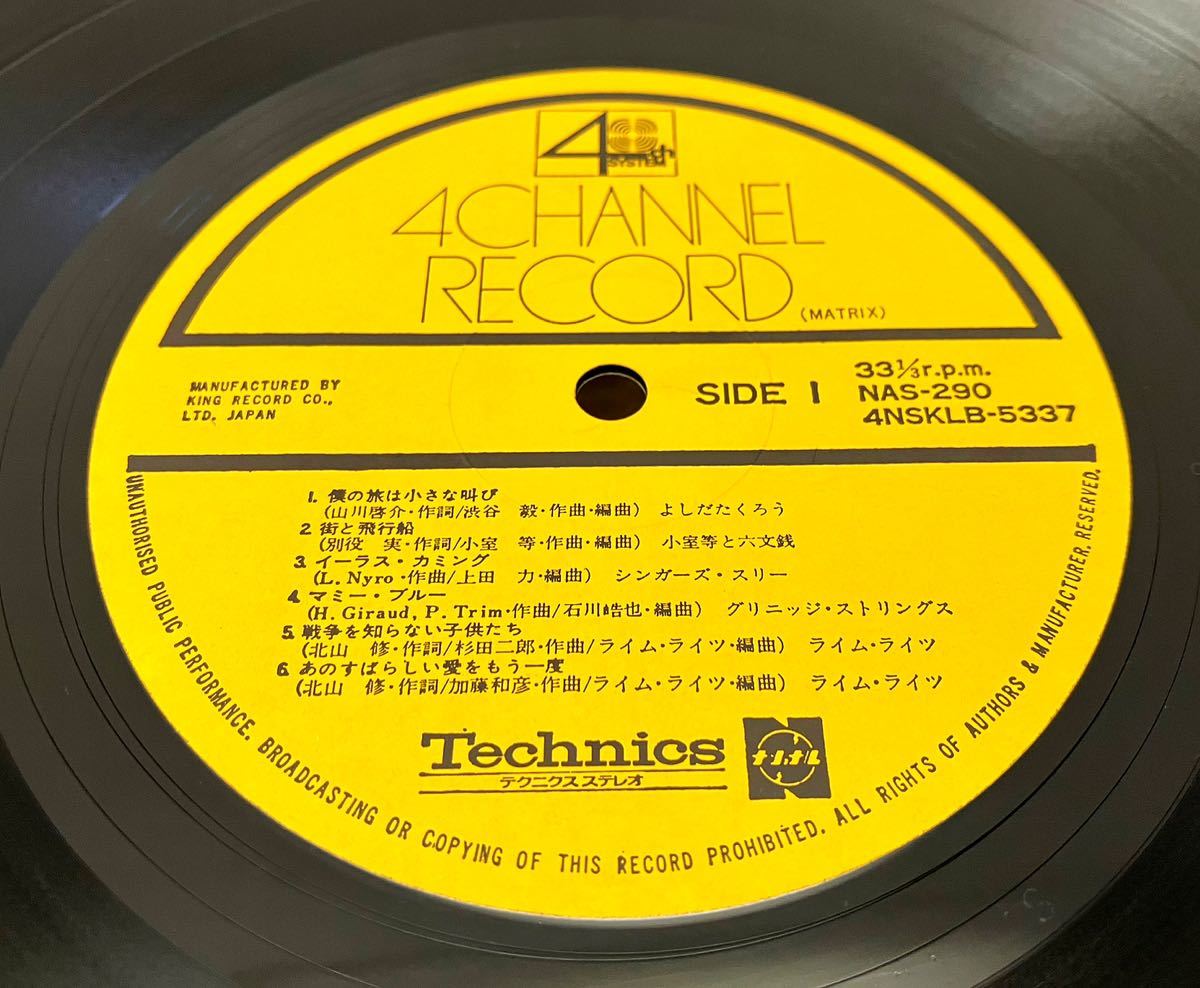 4
SYSTEM
4CHANNEL
RECORD
(MATRIX)
MANUFACTURED BY
KING RECORD CO.,
LTD. JAPAN
SIDE 1
33⅓r.p.m.
NAS-290
4NSKLB-5337
1. 僕の旅は小さな叫び
(山川啓介・作詞/渋谷 毅・作曲・編曲) よしだたくろう
2. 街と飛行船
(別役 実・作詞/小室 等・作曲・編曲) 小室等と六文銭
3. イーラス・カミング
(L. Nyro・作曲/上田 力・編曲) シンガーズ・スリー
4. マミー・ブルー
(H. Giraud, P. Trim・作曲/石川皓也・編曲) グリニッジ・ストリングス
5. 戦争を知らない子供たち
(北山 修・作詞/杉田二郎・作曲/ライム・ライツ・編曲) ライム・ライツ
6. あのすばらしい愛をもう一度
(北山 修・作詞/加藤和彦・作曲/ライム・ライツ・編曲) ライム・ライツ
Technics
テクニクス ステレオ
ナショナル
UNAUTHORISED PUBLIC PERFORMANCE, BROADCASTING OR COPYING OF THIS RECORD PROHIBITED. ALL RIGHTS OF AUTHORS & MANUFACTURER. RESERVED.